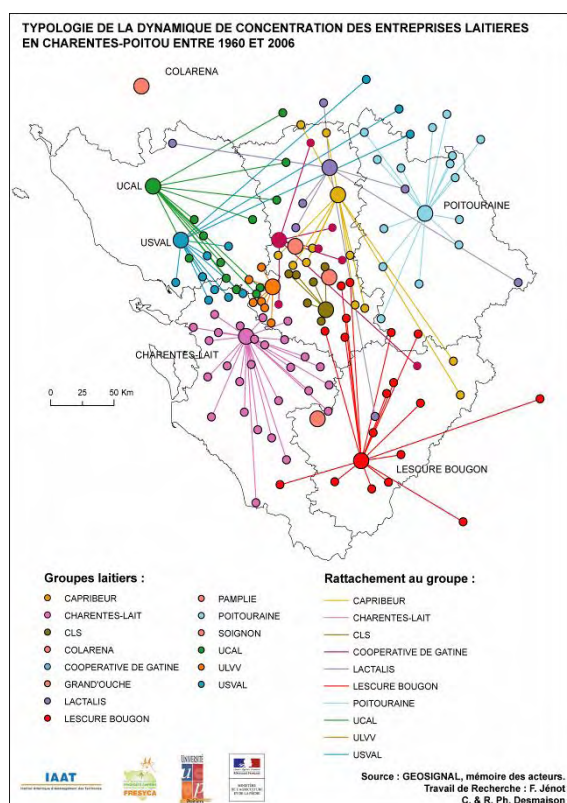 TYPOLOGIE DE LA DYNAMIQUE DE CONCENTRATION DES ENTREPRISES LAITIERES
EN CHARENTES-POITOU ENTRE 1960 ET 2006
COLARENA
UCAL
POITOURAINE
USVAL
CHARENTES-LAIT
0 25 50 Km
LESCURE BOUGON
Groupes laitiers :
CAPRIBEUR
CHARENTES-LAIT
CLS
COLARENA
COOPERATIVE DE GATINE
GRAND'OUCHE
LACTALIS
LESCURE BOUGON
PAMPLIE
POITOURAINE
SOIGNON
UCAL
ULVV
USVAL
Rattachement au groupe :
CAPRIBEUR
CHARENTES-LAIT
CLS
COOPERATIVE DE GATINE
LACTALIS
LESCURE BOUGON
POITOURAINE
UCAL
ULVV
USVAL
IAAT
FRESYCA
UNIVERSITÉ
Source : GEOSIGNAL, mémoire des acteurs.
Travail de Recherche : F. Jénot
C. & R. Ph. Desmaison